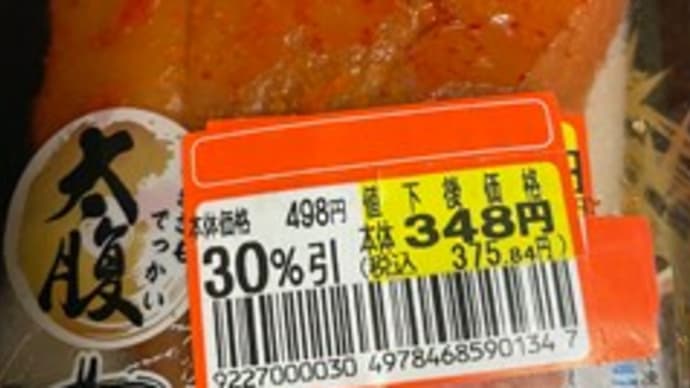 太腹
でっかい
本体価格 498円
30%引
値下後価格
本体 348円
(税込 375.84円)
9227000030 4978468590134 7
円